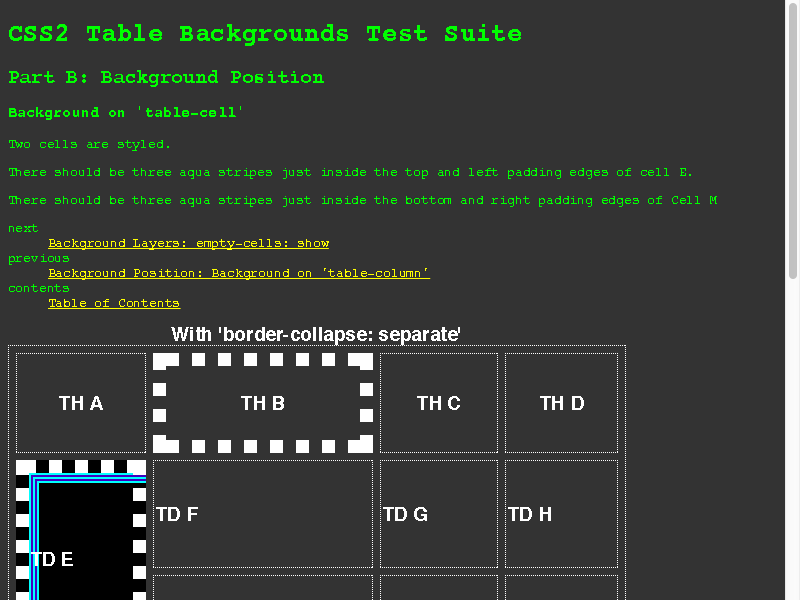 CSS2 Table Backgrounds Test Suite
Part B: Background Position
Background on 'table-cell'
Two cells are styled.
There should be three aqua stripes just inside the top and left padding edges of cell E.
There should be three aqua stripes just inside the bottom and right padding edges of Cell M
next
Background Layers: empty-cells: show
previous
Background Position: Background on 'table-column'
contents
Table of Contents
With 'border-collapse: separate'
TH A TH B TH C TH D
TD F TD G TD H
TD E